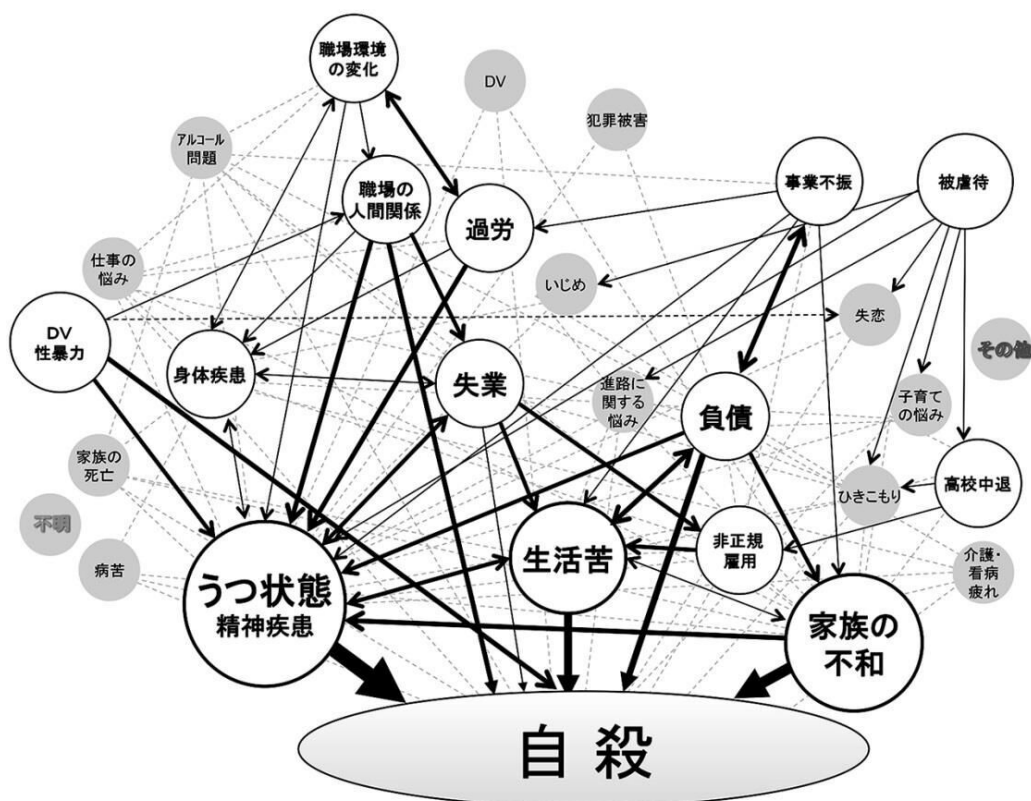 職場環境
の変化
DV
犯罪被害
アルコール
問題
職場の
人間関係
過労
事業不振
被虐待
仕事の
悩み
いじめ
失恋
DV
性暴力
その他
身体疾患
失業
進路に
関する
悩み
負債
子育て
の悩み
家族の
死亡
ひきこもり
高校中退
不明
病苦
うつ状態
精神疾患
生活苦
非正規
雇用
介護・
看病
疲れ
家族の
不和
自殺